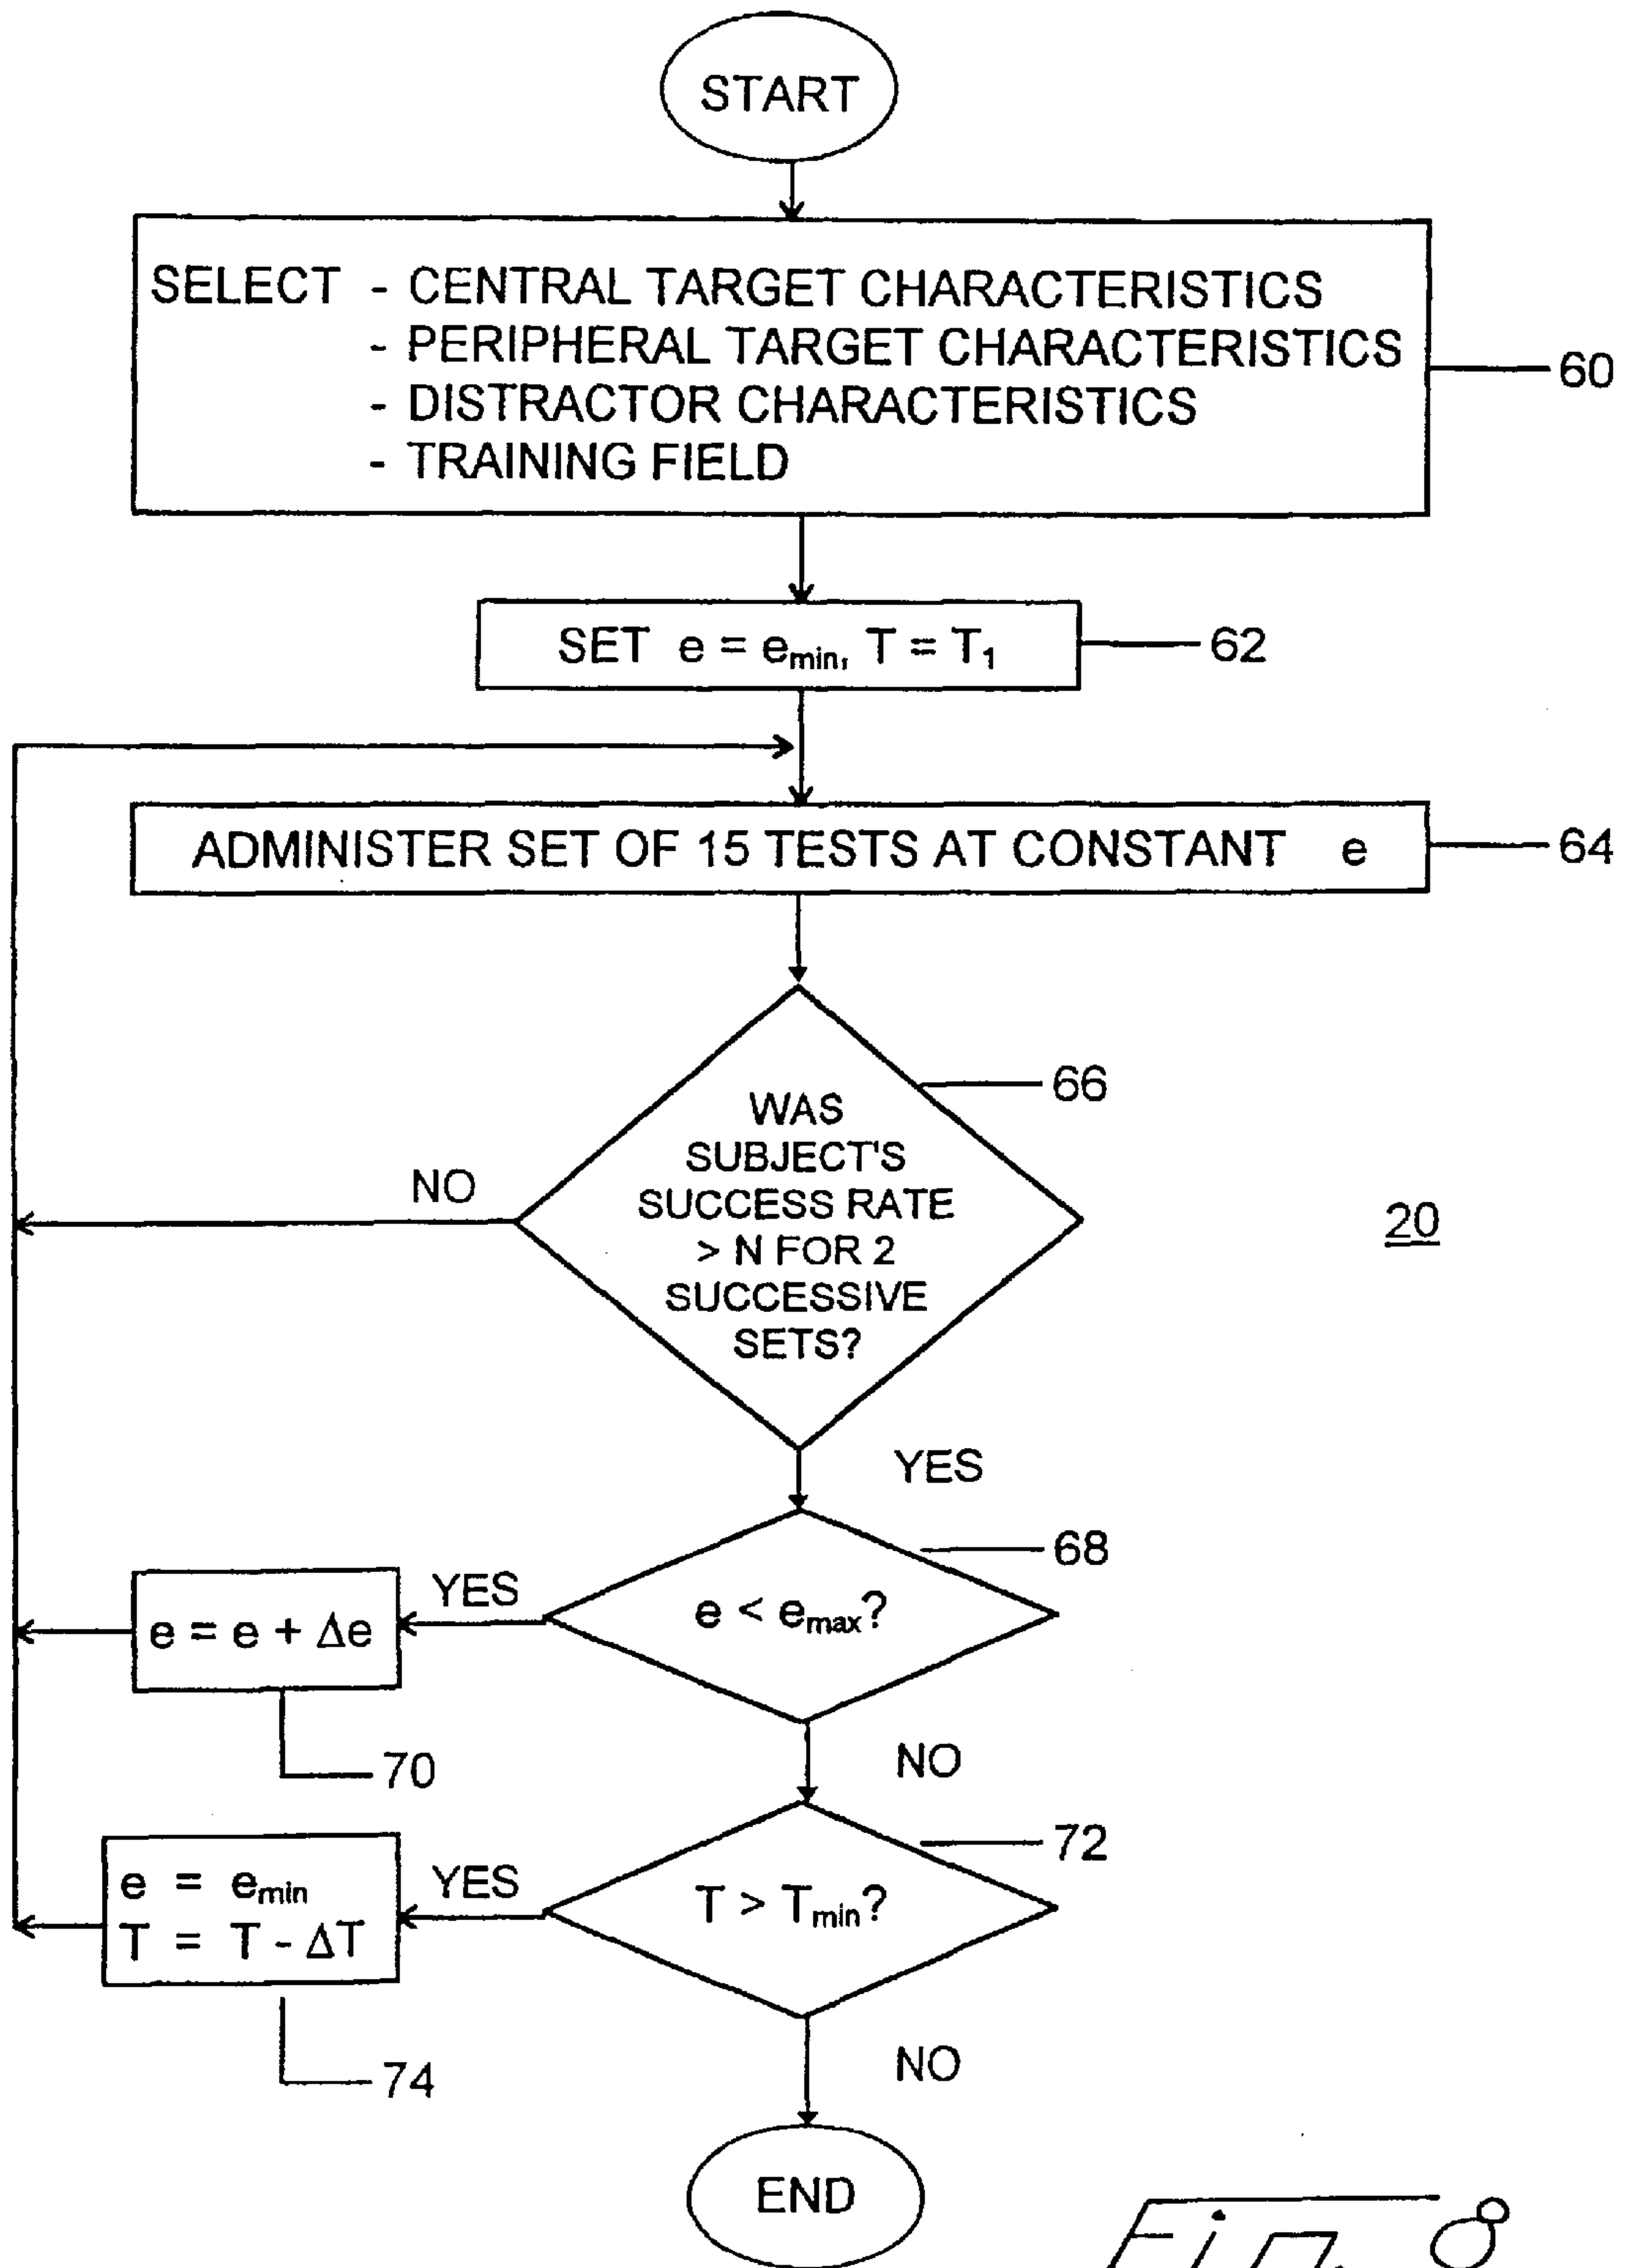 START
SELECT - CENTRAL TARGET CHARACTERISTICS
- PERIPHERAL TARGET CHARACTERISTICS
- DISTRACTOR CHARACTERISTICS
- TRAINING FIELD
60
SET e = emin, T = T1
62
ADMINISTER SET OF 15 TESTS AT CONSTANT e
64
66
WAS
SUBJECT'S
SUCCESS RATE
> N FOR 2
SUCCESSIVE
SETS?
NO
20
YES
68
e < emax?
YES
e = e + Δe
70
NO
72
T > Tmin?
YES
e = emin
T = T - ΔT
74
NO
END
Fig. 8